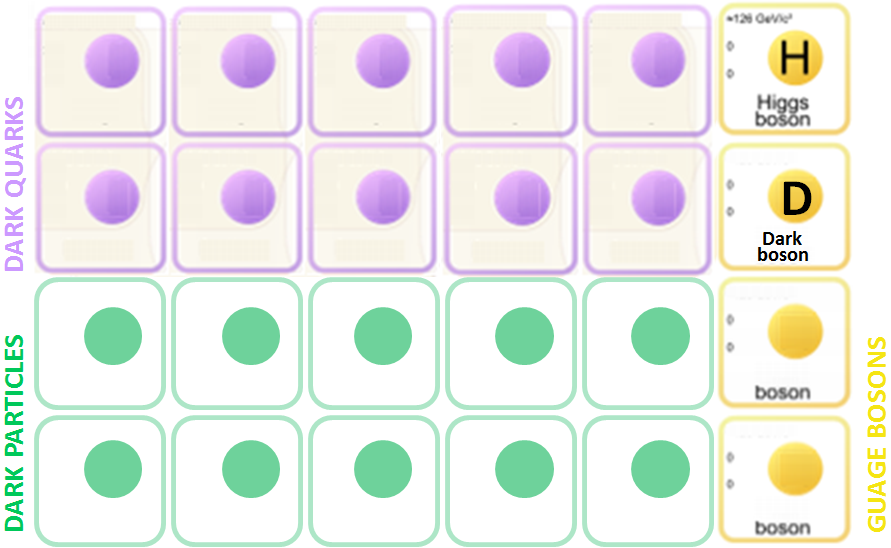 DARK QUARKS
≈126 GeV/c²
0
0
H
Higgs
boson
0
0
D
Dark
boson
DARK PARTICLES
0
0
boson
0
0
boson
GUAGE BOSONS